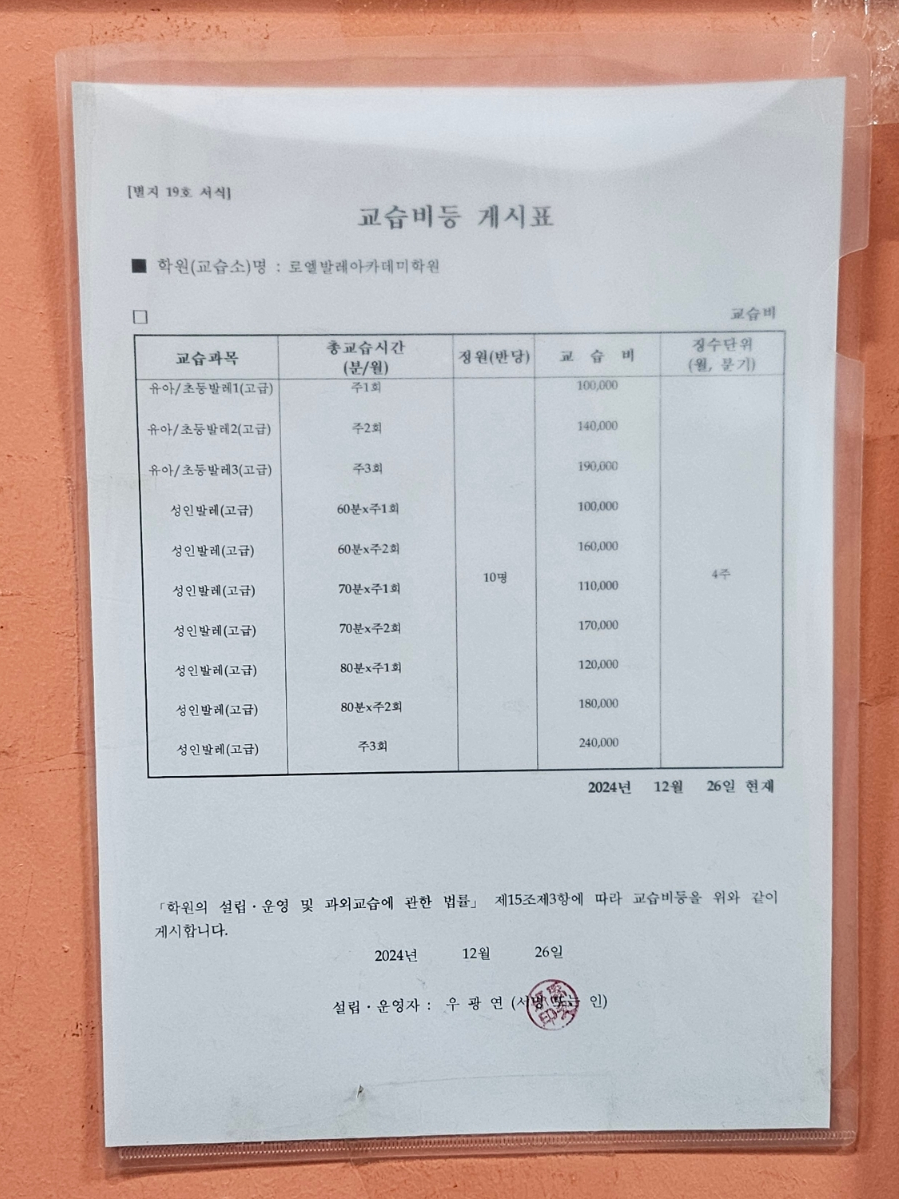 [별지 19호 서식]
교습비등 게시표
■ 학원(교습소)명 : 로엘발레아카데미학원
□ 교습비
교습과목 총교습시간 (분/월) 정원(반당) 교 습 비 징수단위 (월, 분기)
유아/초등발레1(고급) 주1회 100,000
유아/초등발레2(고급) 주2회 140,000
유아/초등발레3(고급) 주3회 190,000
성인발레(고급) 60분x주1회 100,000
성인발레(고급) 60분x주2회 160,000
10명 4주
성인발레(고급) 70분x주1회 110,000
성인발레(고급) 70분x주2회 170,000
성인발레(고급) 80분x주1회 120,000
성인발레(고급) 80분x주2회 180,000
성인발레(고급) 주3회 240,000
2024년 12월 26일 현재
「학원의 설립·운영 및 과외교습에 관한 법률」 제15조제3항에 따라 교습비등을 위와 같이
게시합니다.
2024년 12월 26일
설립·운영자 : 우 광 연 (서명 또는 인)